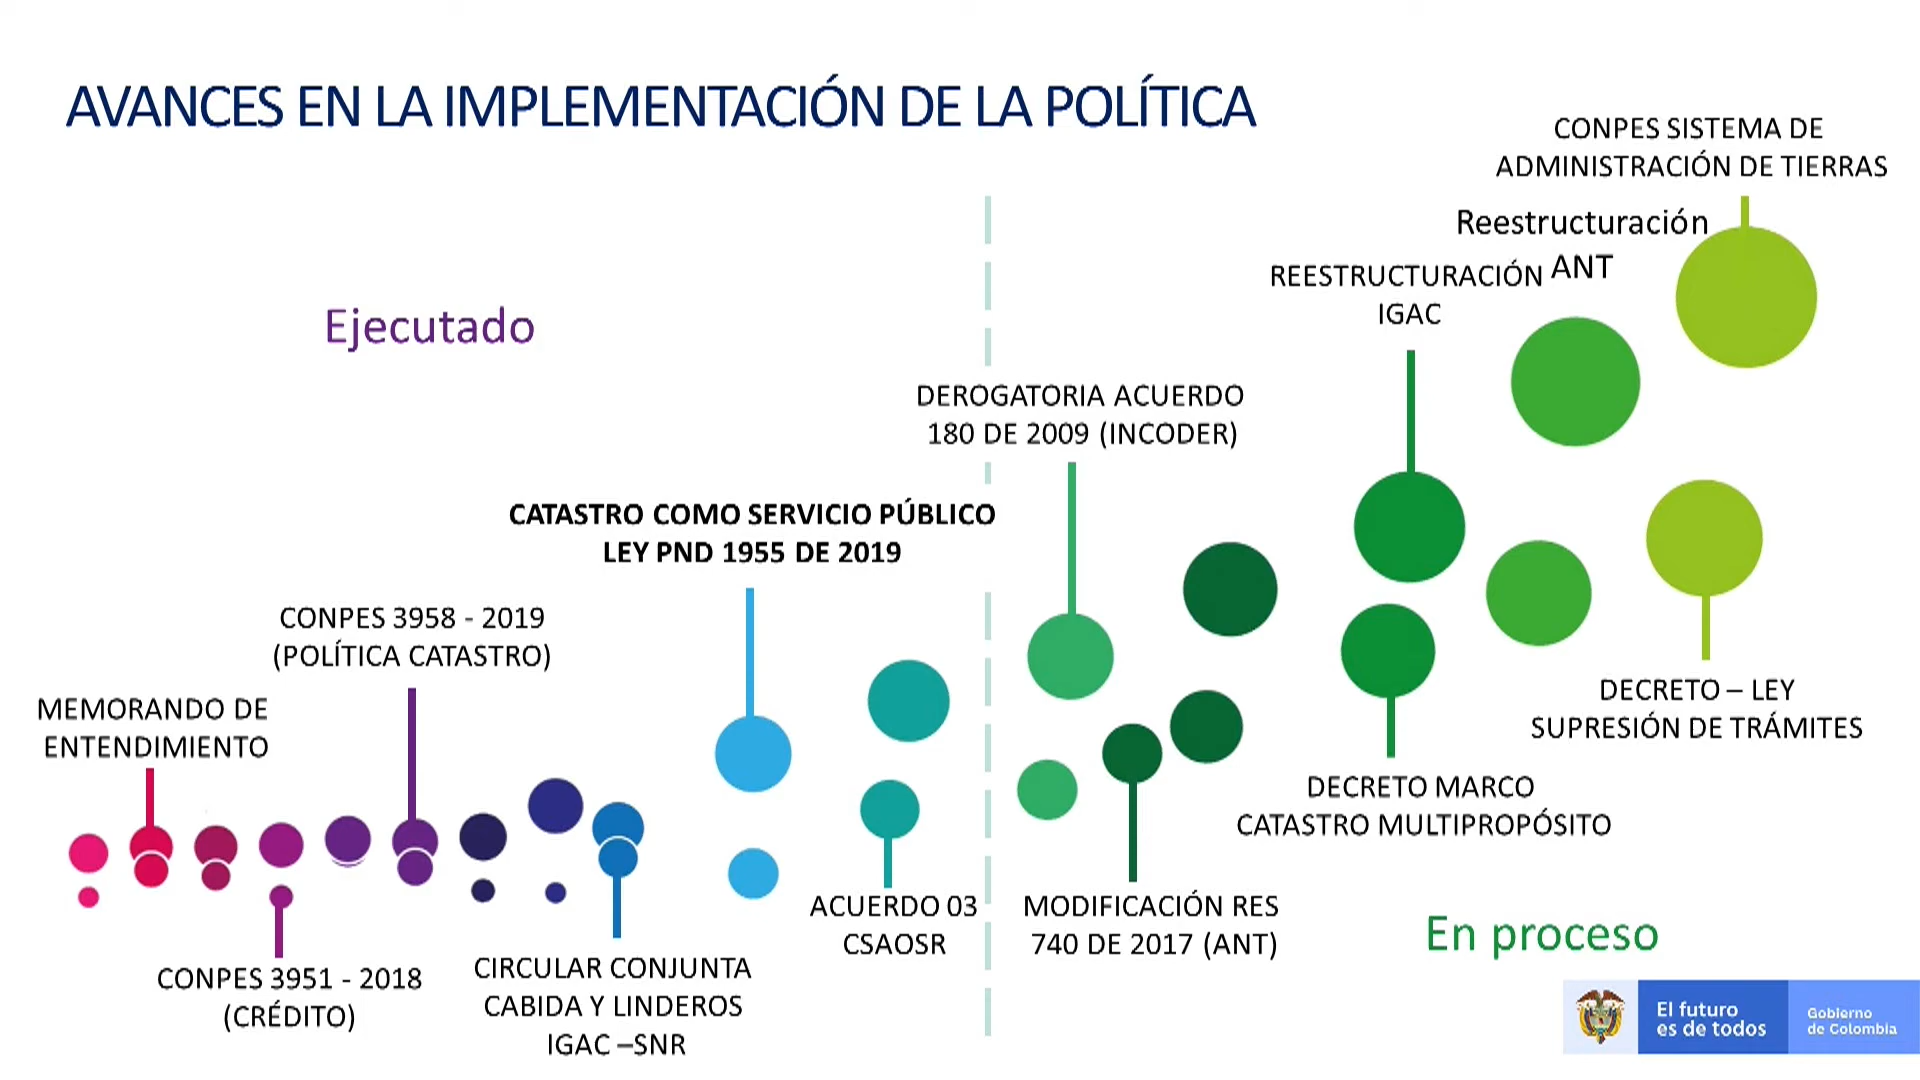 AVANCES EN LA IMPLEMENTACIÓN DE LA POLÍTICA
Ejecutado
MEMORANDO DE
ENTENDIMIENTO
CONPES 3951 - 2018
(CRÉDITO)
CONPES 3958 - 2019
(POLÍTICA CATASTRO)
CIRCULAR CONJUNTA
CABIDA Y LINDEROS
IGAC –SNR
CATASTRO COMO SERVICIO PÚBLICO
LEY PND 1955 DE 2019
ACUERDO 03
CSAOSR
DEROGATORIA ACUERDO
180 DE 2009 (INCODER)
MODIFICACIÓN RES
740 DE 2017 (ANT)
REESTRUCTURACIÓN
IGAC
DECRETO MARCO
CATASTRO MULTIPROPÓSITO
Reestructuración
ANT
CONPES SISTEMA DE
ADMINISTRACIÓN DE TIERRAS
DECRETO – LEY
SUPRESIÓN DE TRÁMITES
En proceso
El futuro
es de todos
Gobierno
de Colombia